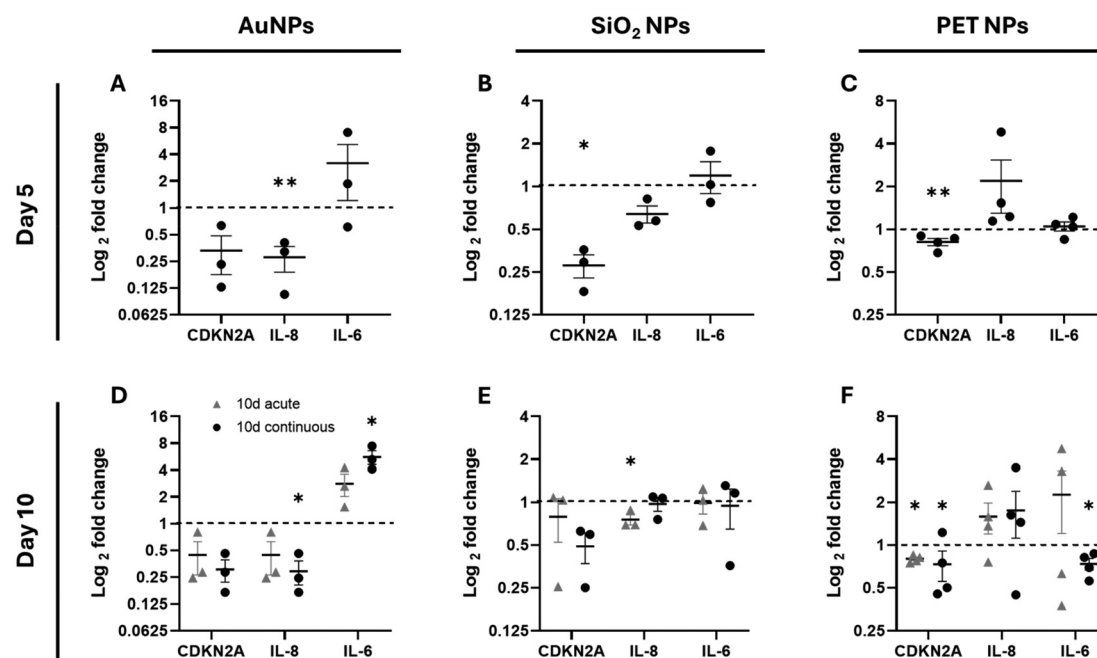 AuNPs
SiO₂ NPs
PET NPs
Day 5
A
Log ₂ fold change
16
8
4
2
1
0.5
0.25
0.125
0.0625
**
CDKN2A IL-8 IL-6
B
Log ₂ fold change
4
2
1
0.5
0.25
0.125
*
CDKN2A IL-8 IL-6
C
Log ₂ fold change
8
4
2
1
0.5
0.25
**
CDKN2A IL-8 IL-6
Day 10
D
Log ₂ fold change
16
8
4
2
1
0.5
0.25
0.125
0.0625
10d acute
10d continuous
*
*
CDKN2A IL-8 IL-6
E
Log ₂ fold change
4
2
1
0.5
0.25
0.125
*
CDKN2A IL-8 IL-6
F
Log ₂ fold change
8
4
2
1
0.5
0.25
* * *
CDKN2A IL-8 IL-6